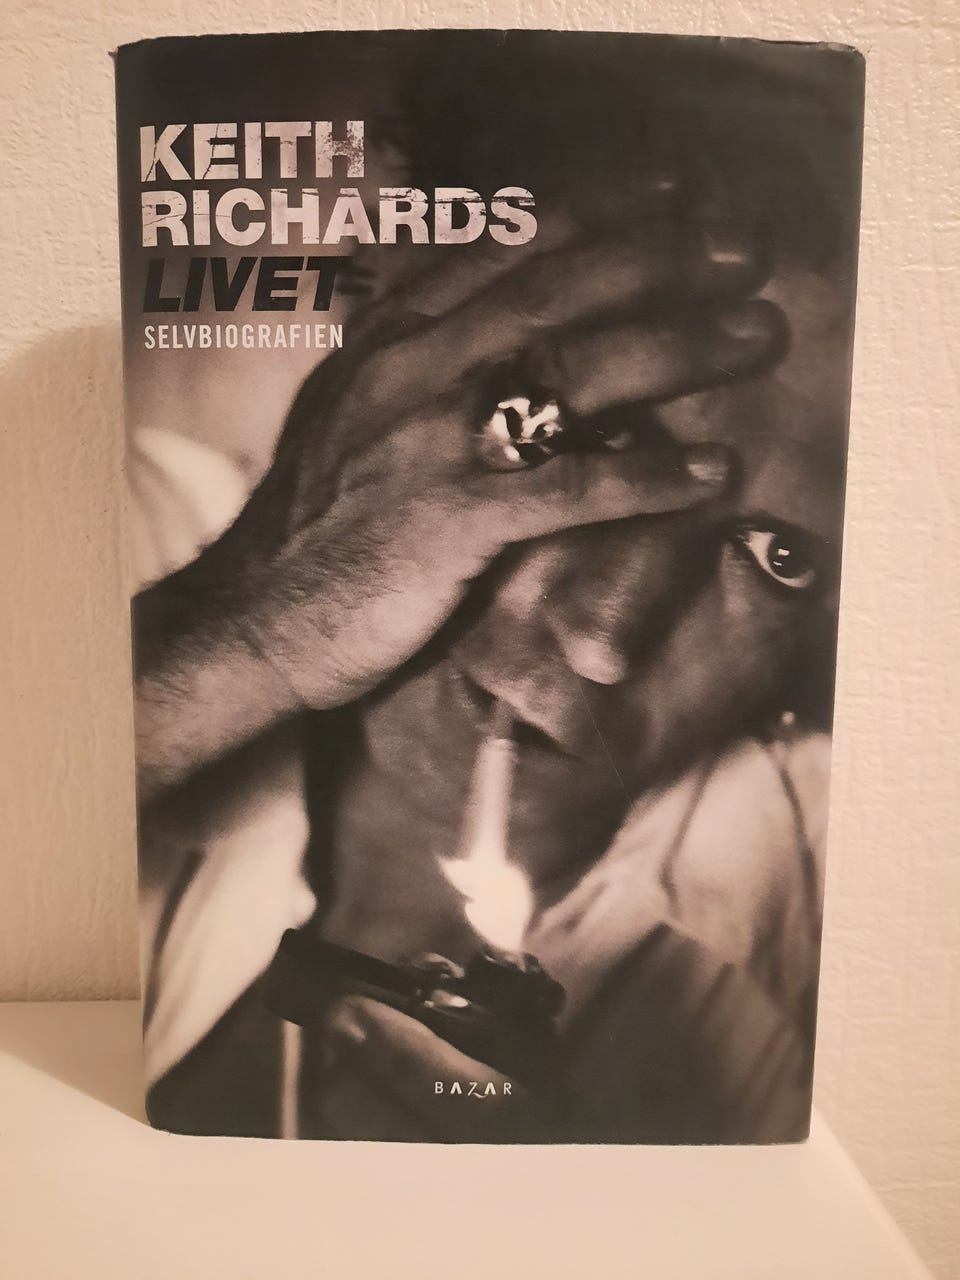 KEITH
RICHARDS
LIVET
SELVBIOGRAFIEN
BAZAR